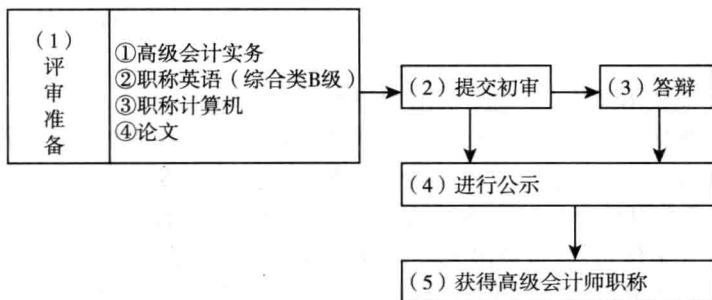 （1）
评
审
准
备
①高级会计实务
②职称英语（综合类B级）
③职称计算机
④论文
（2）提交初审
（3）答辩
（4）进行公示
（5）获得高级会计师职称